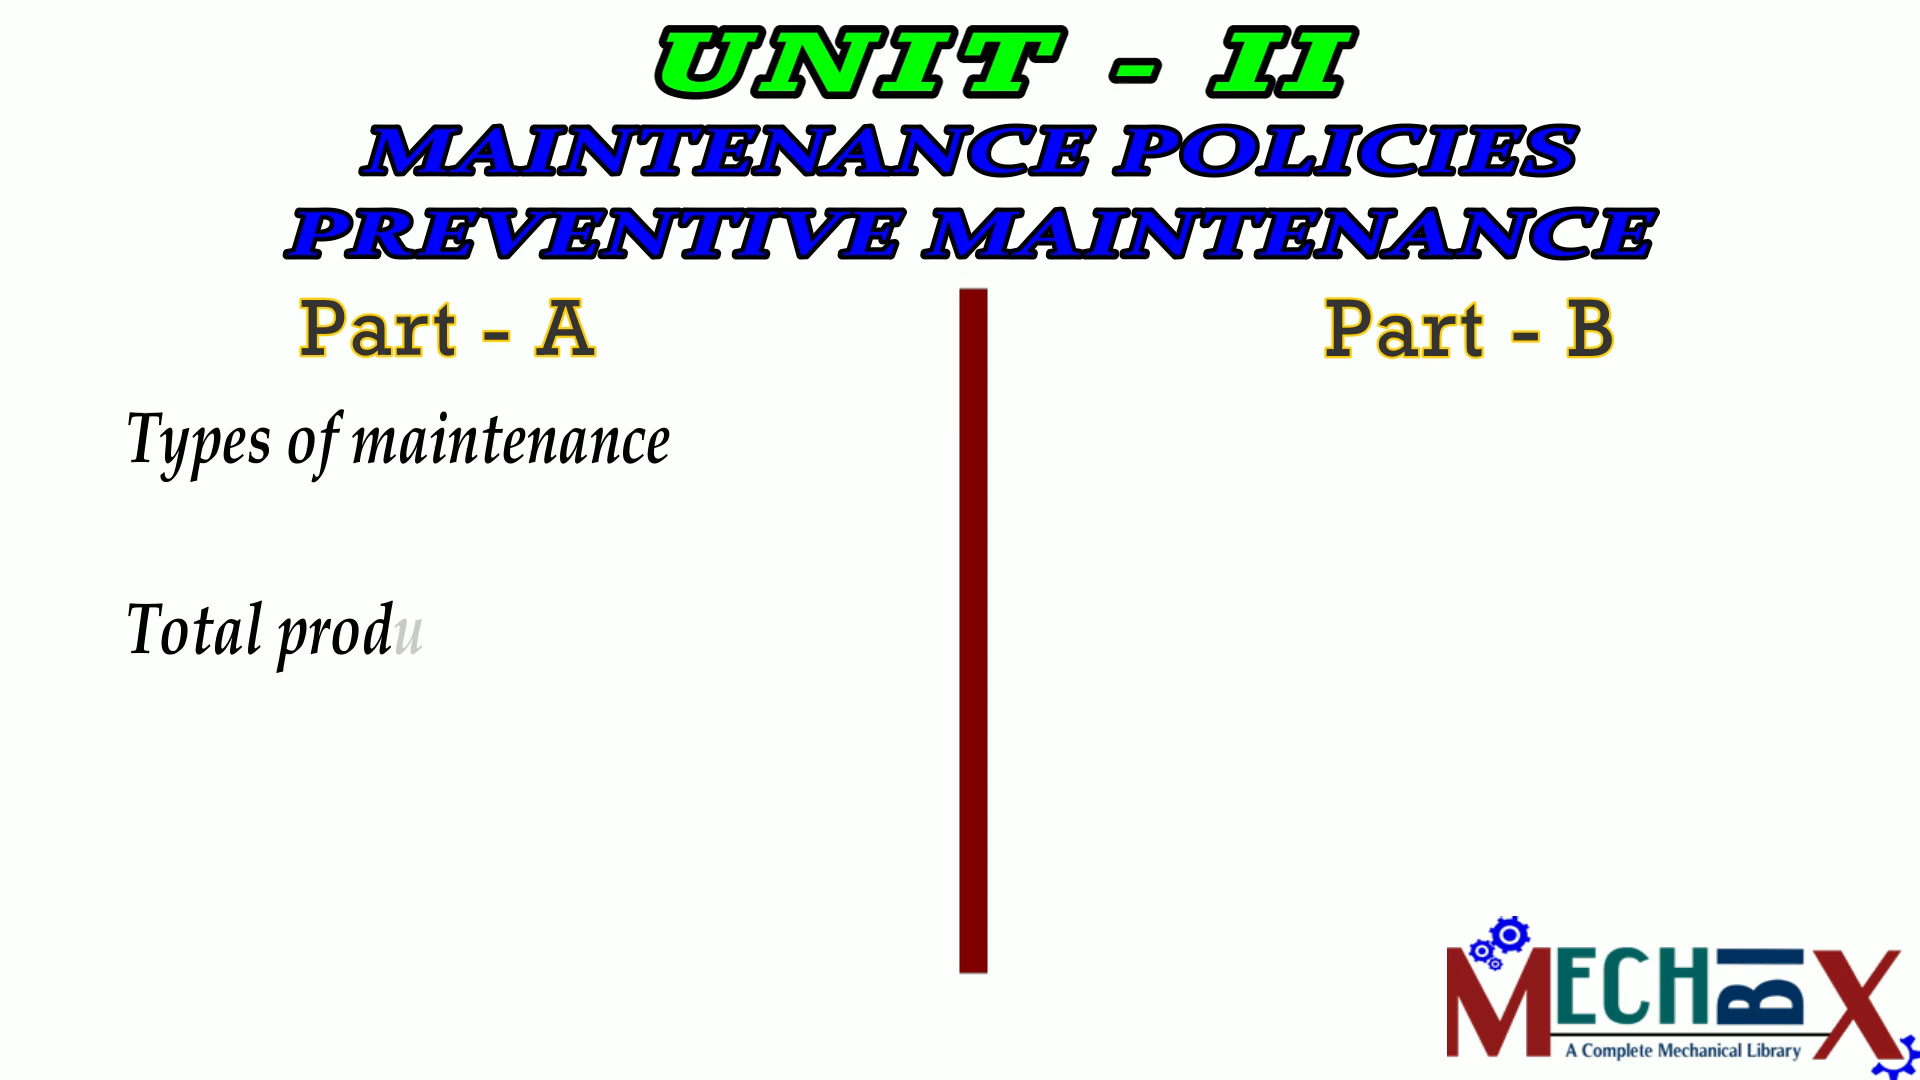 UNIT - II
MAINTENANCE POLICIES
PREVENTIVE MAINTENANCE
Part - A
Types of maintenance
Total produ
Part - B
MECHBIX
A Complete Mechanical Library